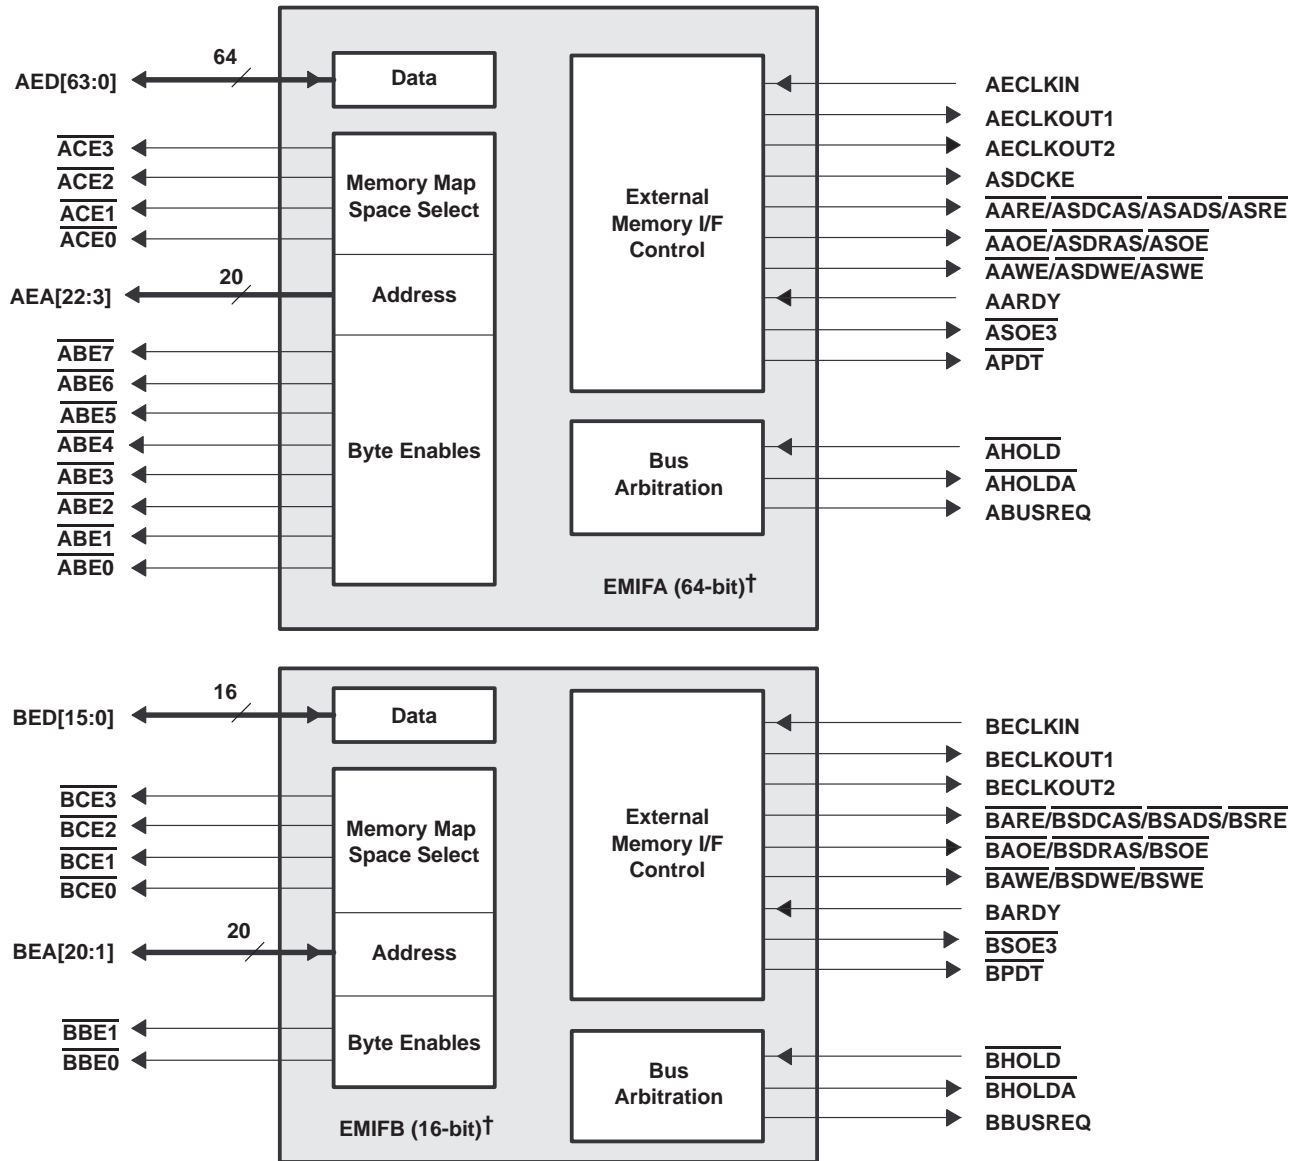 64
AED[63:0]
Data
ACE3
ACE2
ACE1
ACE0
Memory Map
Space Select
20
AEA[22:3]
Address
ABE7
ABE6
ABE5
ABE4
ABE3
ABE2
ABE1
ABE0
Byte Enables
External
Memory I/F
Control
AECLKIN
AECLKOUT1
AECLKOUT2
ASDCKE
AARE/ASDCAS/ASADS/ASRE
AAOE/ASDRAS/ASOE
AAWE/ASDWE/ASWE
AARDY
ASOE3
APDT
Bus
Arbitration
AHOLD
AHOLDA
ABUSREQ
EMIFA (64-bit)†
16
BED[15:0]
Data
BCE3
BCE2
BCE1
BCE0
Memory Map
Space Select
20
BEA[20:1]
Address
BBE1
BBE0
Byte Enables
External
Memory I/F
Control
BECLKIN
BECLKOUT1
BECLKOUT2
BARE/BSDCAS/BSADS/BSRE
BAOE/BSDRAS/BSOE
BAWE/BSDWE/BSWE
BARDY
BSOE3
BPDT
Bus
Arbitration
BHOLD
BHOLDA
BBUSREQ
EMIFB (16-bit)†